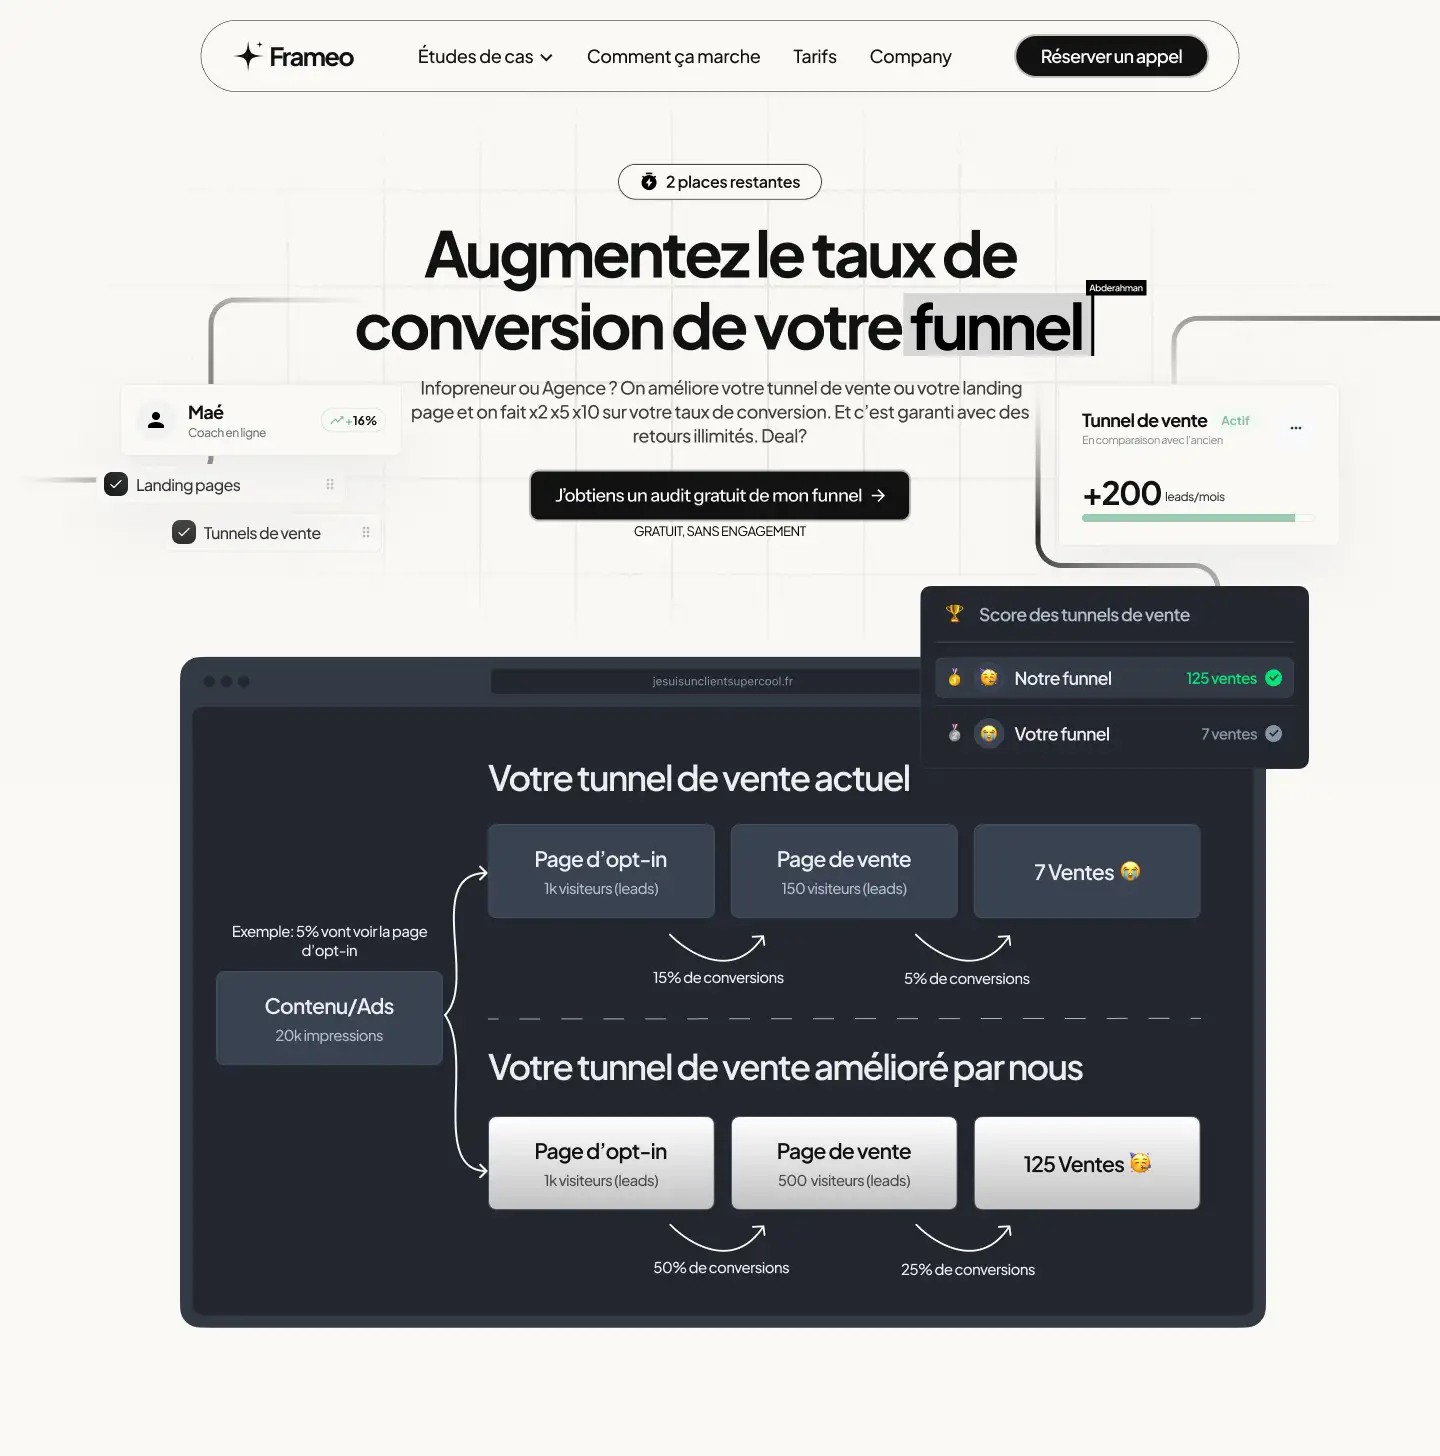 Frameo
Études de cas
Comment ça marche
Tarifs
Company
Réserver un appel
2 places restantes
Augmentez le taux de
conversion de votre funnel
Abderahman
Infopreneur ou Agence ? On améliore votre tunnel de vente ou votre landing
page et on fait x2 x5 x10 sur votre taux de conversion. Et c’est garanti avec des
retours illimités. Deal?
J’obtiens un audit gratuit de mon funnel →
GRATUIT, SANS ENGAGEMENT
Maé
Coach en ligne
+16%
Landing pages
Tunnels de vente
Tunnel de vente
Actif
En comparaison avec l’ancien
+200 leads/mois
🏆 Score des tunnels de vente
🥇 🥳 Notre funnel 125 ventes
🥈 😭 Votre funnel 7 ventes
jesuisunclientsupercool.fr
Votre tunnel de vente actuel
Page d’opt-in
1k visiteurs (leads)
Page de vente
150 visiteurs (leads)
7 Ventes 😭
15% de conversions
5% de conversions
Exemple: 5% vont voir la page
d’opt-in
Contenu/Ads
20k impressions
Votre tunnel de vente amélioré par nous
Page d’opt-in
1k visiteurs (leads)
Page de vente
500 visiteurs (leads)
125 Ventes 🥳
50% de conversions
25% de conversions